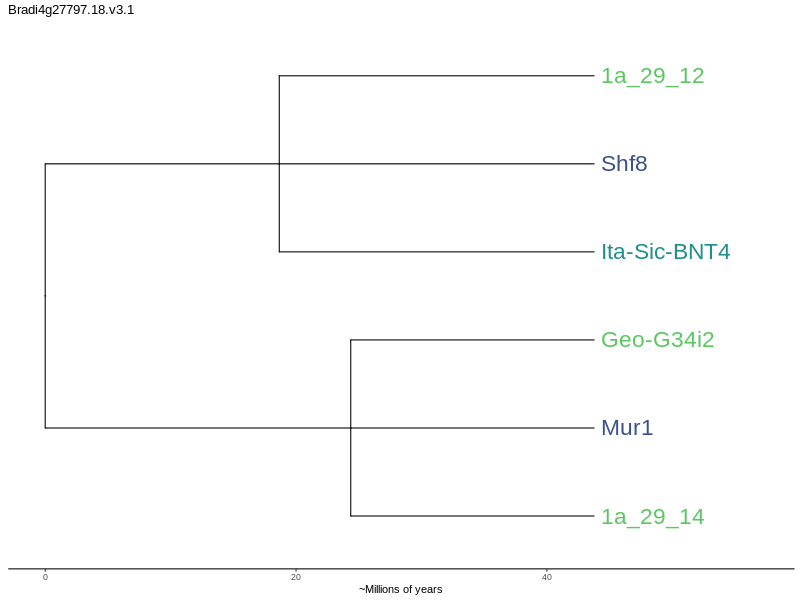 Bradi4g27797.18.v3.1
1a_29_12
Shf8
Ita-Sic-BNT4
Geo-G34i2
Mur1
1a_29_14
0 20 40
~Millions of years